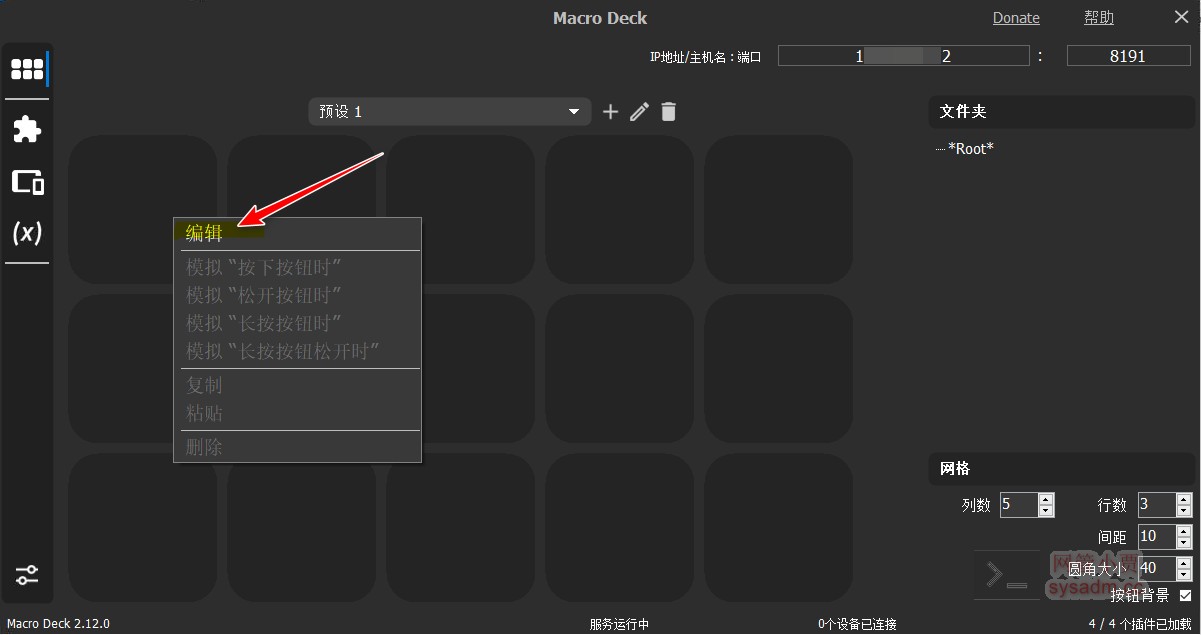 Macro Deck
Donate
帮助
IP地址/主机名：端口
1
2
:
8191
预设 1
文件夹
*Root*
编辑
模拟“按下按钮时”
模拟“松开按钮时”
模拟“长按按钮时”
模拟“长按按钮松开时”
复制
粘贴
删除
(x)
网格
列数 5
行数 3
间距 10
圆角大小 40
按钮背景
网管小贾
sysadm.cc
Macro Deck 2.12.0
服务运行中
0个设备已连接
4 / 4 个插件已加载